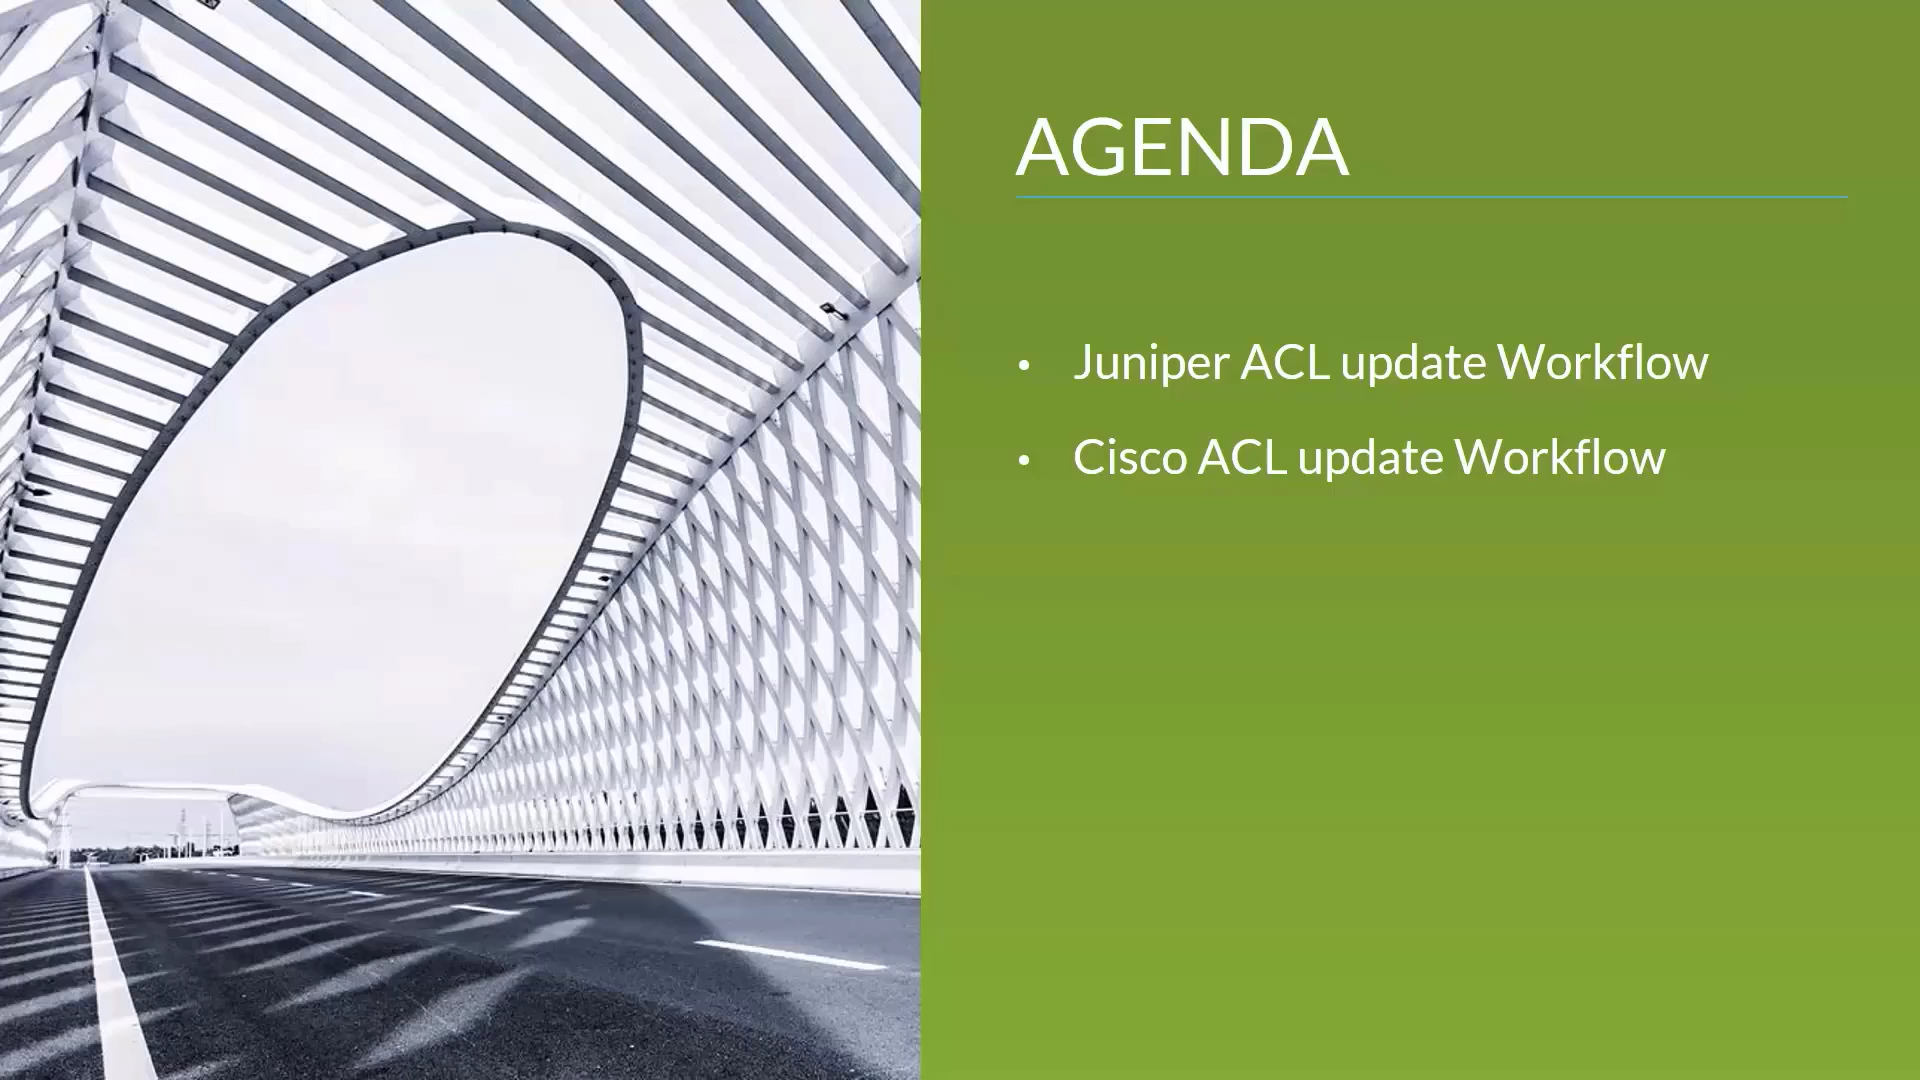 AGENDA
• Juniper ACL update Workflow
• Cisco ACL update Workflow